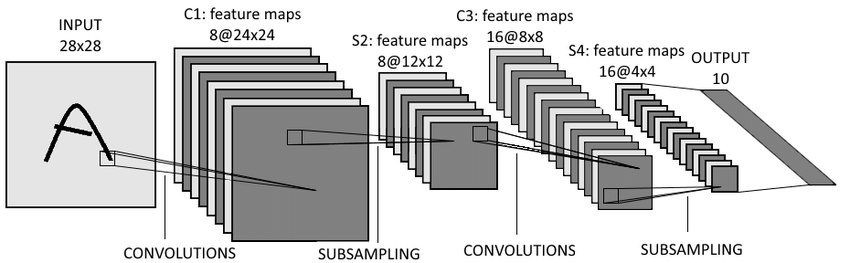 INPUT
28x28
C1: feature maps
8@24x24
S2: feature maps
8@12x12
C3: feature maps
16@8x8
S4: feature maps
16@4x4
OUTPUT
10
A
CONVOLUTIONS
SUBSAMPLING
CONVOLUTIONS
SUBSAMPLING